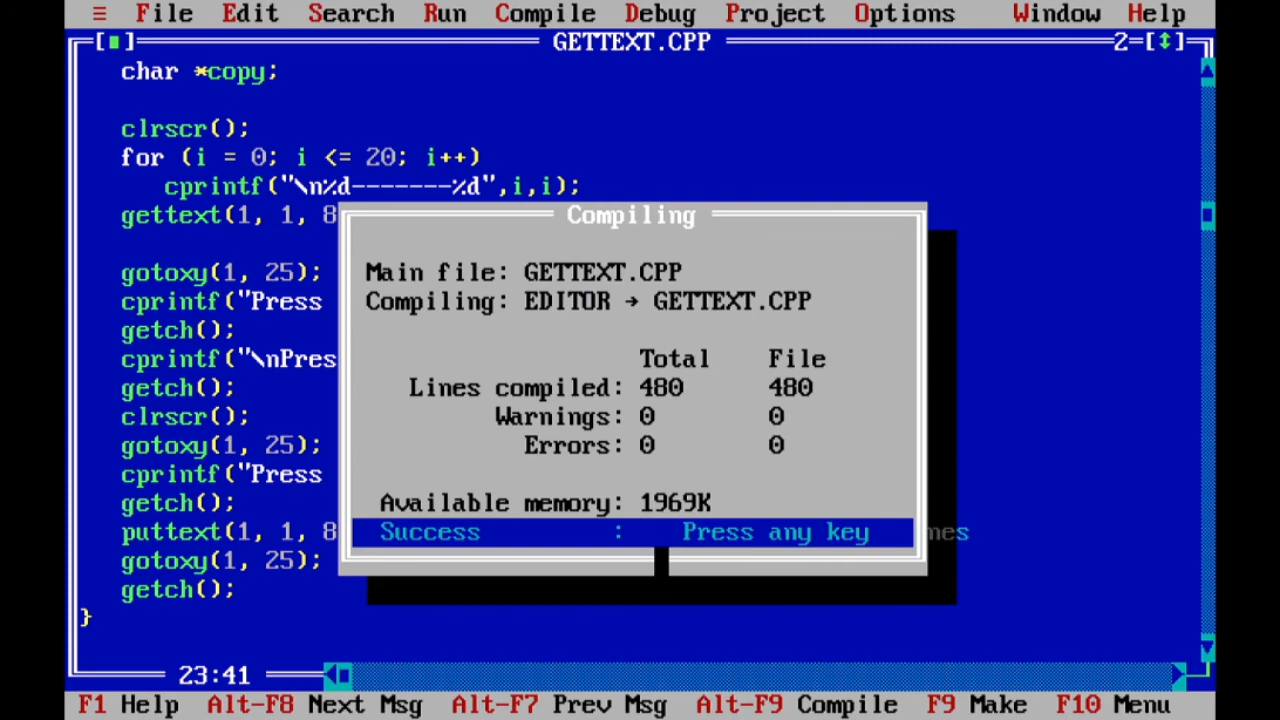 ≡ File Edit Search Run Compile Debug Project Options Window Help
[■] GETTEXT.CPP 2=[↕]
char *copy;
clrscr();
for (i = 0; i <= 20; i++)
cprintf("\n%d-------%d",i,i);
gettext(1, 1, 8
Compiling
gotoxy(1, 25);
Main file: GETTEXT.CPP
cprintf("Press
Compiling: EDITOR → GETTEXT.CPP
getch();
cprintf("\nPres
Total File
getch();
Lines compiled: 480 480
clrscr();
Warnings: 0 0
gotoxy(1, 25);
Errors: 0 0
cprintf("Press
getch();
Available memory: 1969K
puttext(1, 1, 8
Success : Press any key
gotoxy(1, 25);
getch();
}
23:41
F1 Help Alt-F8 Next Msg Alt-F7 Prev Msg Alt-F9 Compile F9 Make F10 Menu